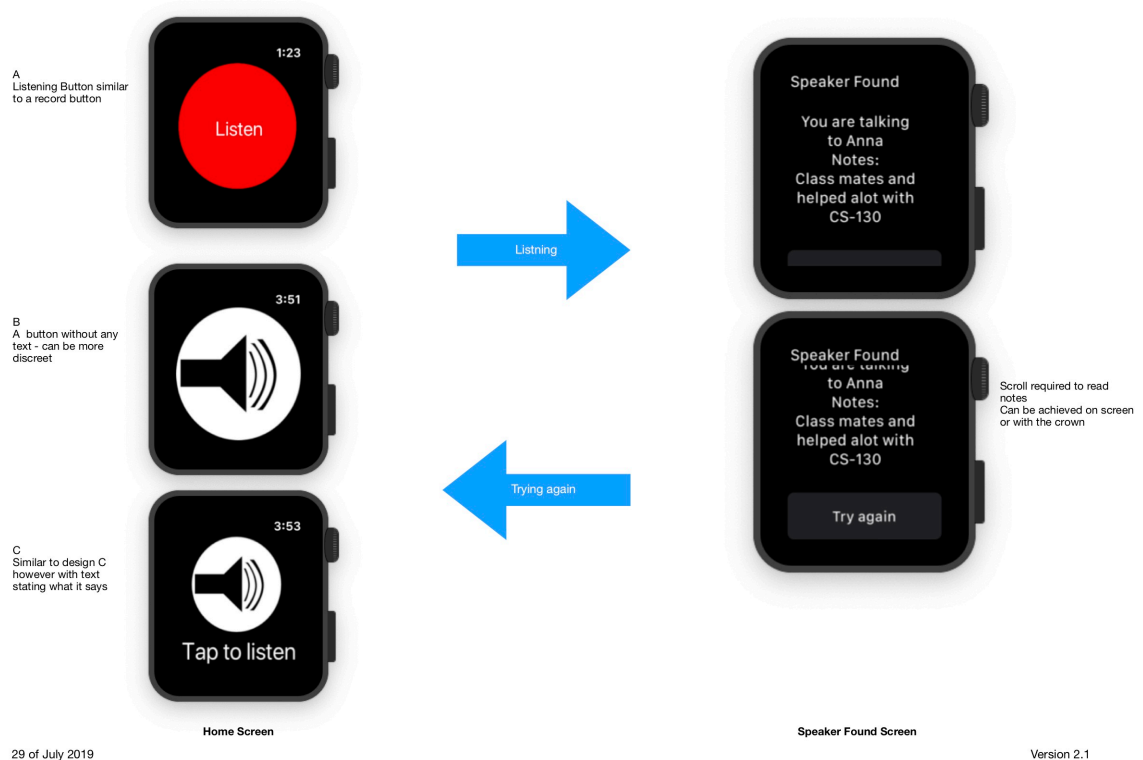 A
Listening Button similar
to a record button
1:23
Listen
B
A button without any
text - can be more
discreet
3:51
C
Similar to design C
however with text
stating what it says
3:53
Tap to listen
Home Screen
Listning
Trying again
Speaker Found
You are talking
to Anna
Notes:
Class mates and
helped alot with
CS-130
Speaker Found
You are talking
to Anna
Notes:
Class mates and
helped alot with
CS-130
Try again
Scroll required to read
notes
Can be achieved on screen
or with the crown
Speaker Found Screen
29 of July 2019
Version 2.1